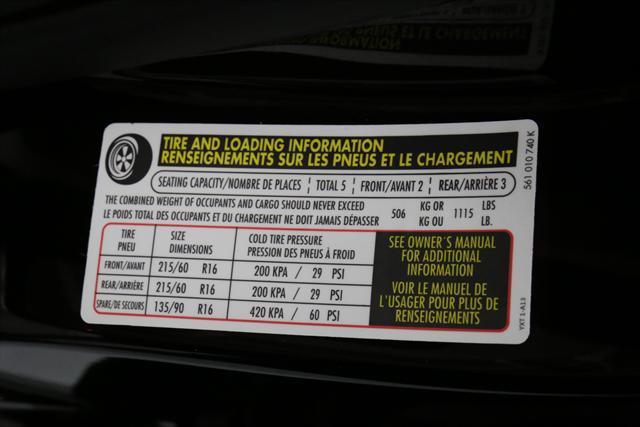 TIRE AND LOADING INFORMATION
RENSEIGNEMENTS SUR LES PNEUS ET LE CHARGEMENT
SEATING CAPACITY/NOMBRE DE PLACES | TOTAL 5 | FRONT/AVANT 2 | REAR/ARRIÈRE 3
THE COMBINED WEIGHT OF OCCUPANTS AND CARGO SHOULD NEVER EXCEED
LE POIDS TOTAL DES OCCUPANTS ET DU CHARGEMENT NE DOIT JAMAIS DÉPASSER
506 KG OR 1115 LBS
KG OU LB.
TIRE SIZE COLD TIRE PRESSURE
PNEU DIMENSIONS PRESSION DES PNEUS À FROID
FRONT/AVANT 215/60 R16 200 KPA / 29 PSI
REAR/ARRIÈRE 215/60 R16 200 KPA / 29 PSI
SPARE/DE SECOURS 135/90 R16 420 KPA / 60 PSI
SEE OWNER'S MANUAL
FOR ADDITIONAL
INFORMATION
VOIR LE MANUEL DE
L'USAGER POUR PLUS DE
RENSEIGNEMENTS
561 010 740 K
YXT 1-A13